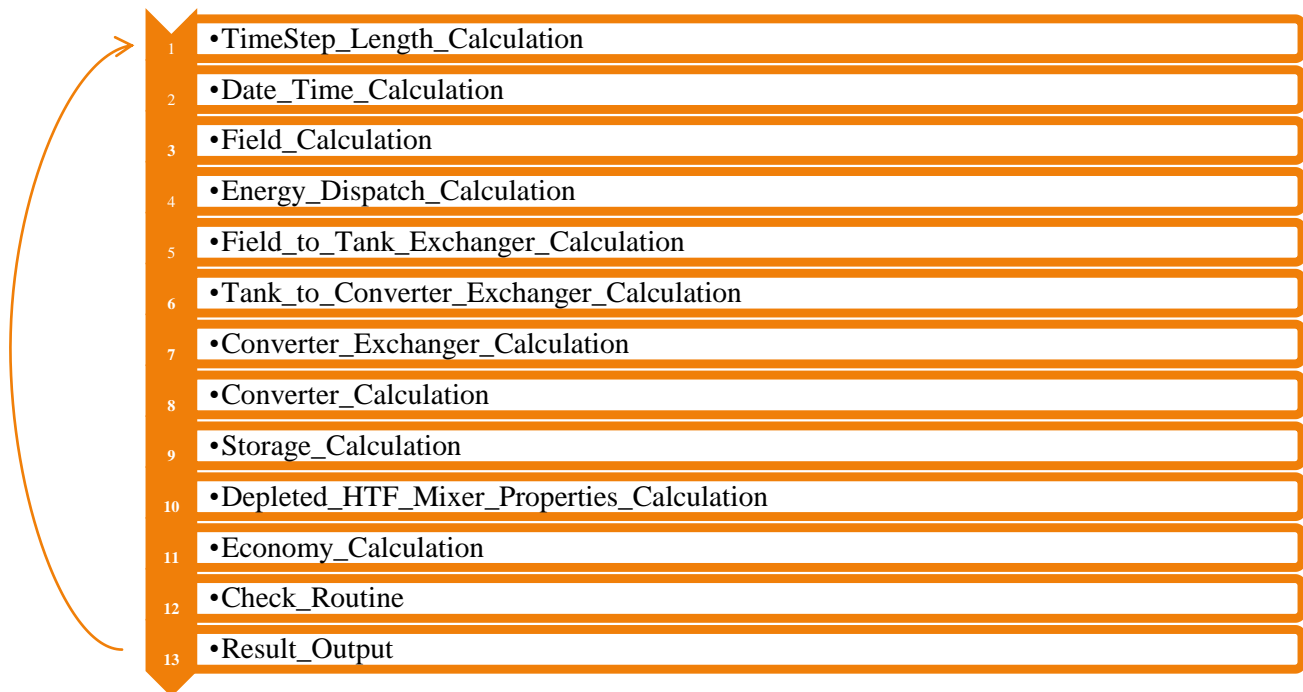 1 •TimeStep_Length_Calculation
2 •Date_Time_Calculation
3 •Field_Calculation
4 •Energy_Dispatch_Calculation
5 •Field_to_Tank_Exchanger_Calculation
6 •Tank_to_Converter_Exchanger_Calculation
7 •Converter_Exchanger_Calculation
8 •Converter_Calculation
9 •Storage_Calculation
10 •Depleted_HTF_Mixer_Properties_Calculation
11 •Economy_Calculation
12 •Check_Routine
13 •Result_Output